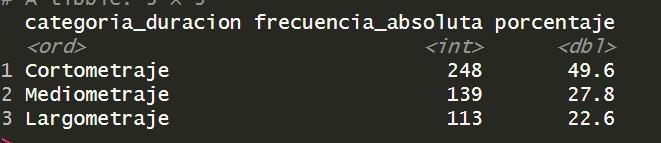 # A tibble: 3 × 3
categoria_duracion frecuencia_absoluta porcentaje
<ord> <int> <dbl>
1 Cortometraje 248 49.6
2 Mediometraje 139 27.8
3 Largometraje 113 22.6
>